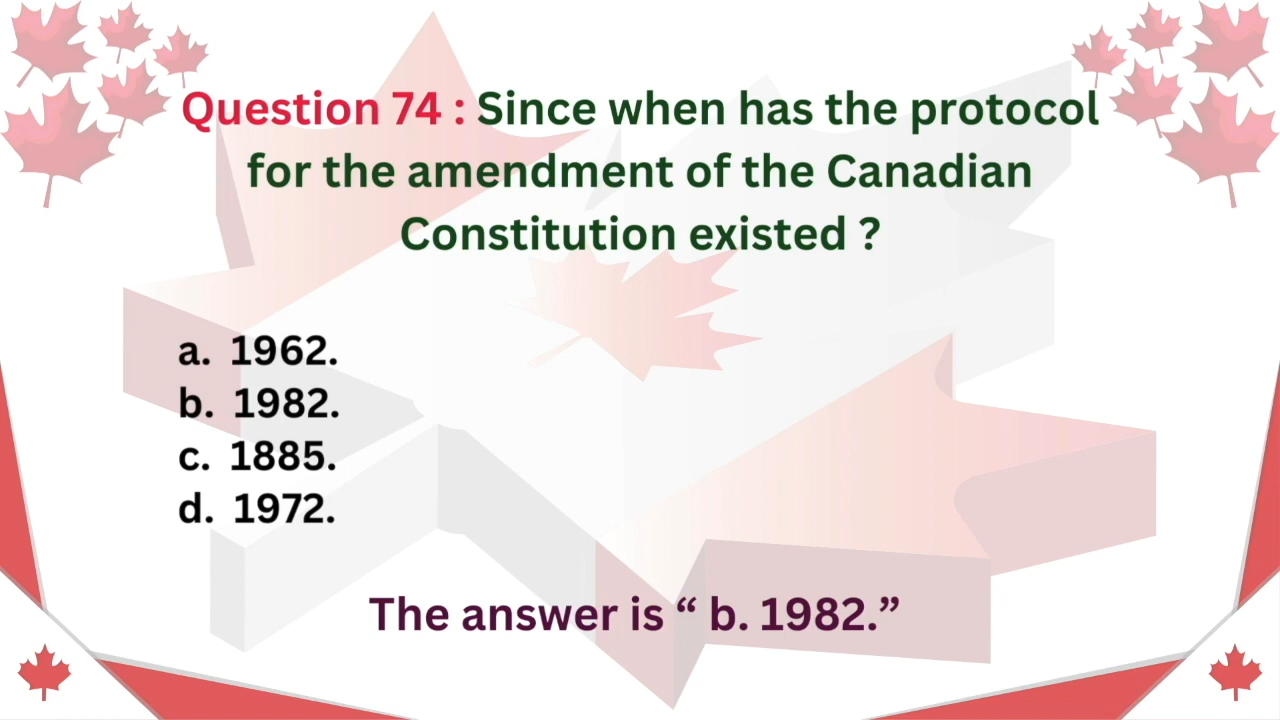 Question 74 : Since when has the protocol
for the amendment of the Canadian
Constitution existed ?
a. 1962.
b. 1982.
c. 1885.
d. 1972.
The answer is “ b. 1982.”